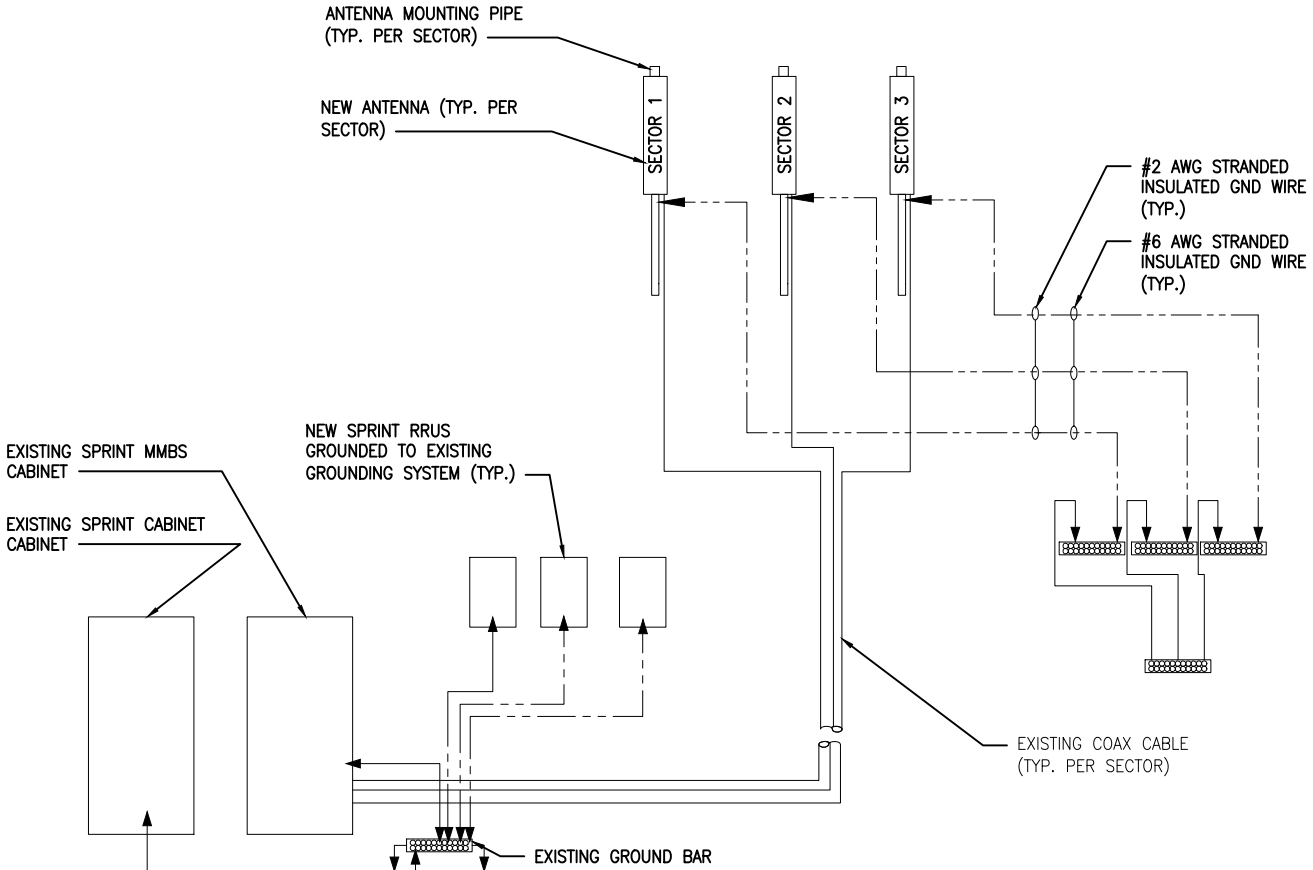 ANTENNA MOUNTING PIPE
(TYP. PER SECTOR)
NEW ANTENNA (TYP. PER
SECTOR)
SECTOR 1
SECTOR 2
SECTOR 3
#2 AWG STRANDED
INSULATED GND WIRE
(TYP.)
#6 AWG STRANDED
INSULATED GND WIRE
(TYP.)
NEW SPRINT RRUS
GROUNDED TO EXISTING
GROUNDING SYSTEM (TYP.)
EXISTING SPRINT MMBS
CABINET
EXISTING SPRINT CABINET
CABINET
EXISTING COAX CABLE
(TYP. PER SECTOR)
EXISTING GROUND BAR